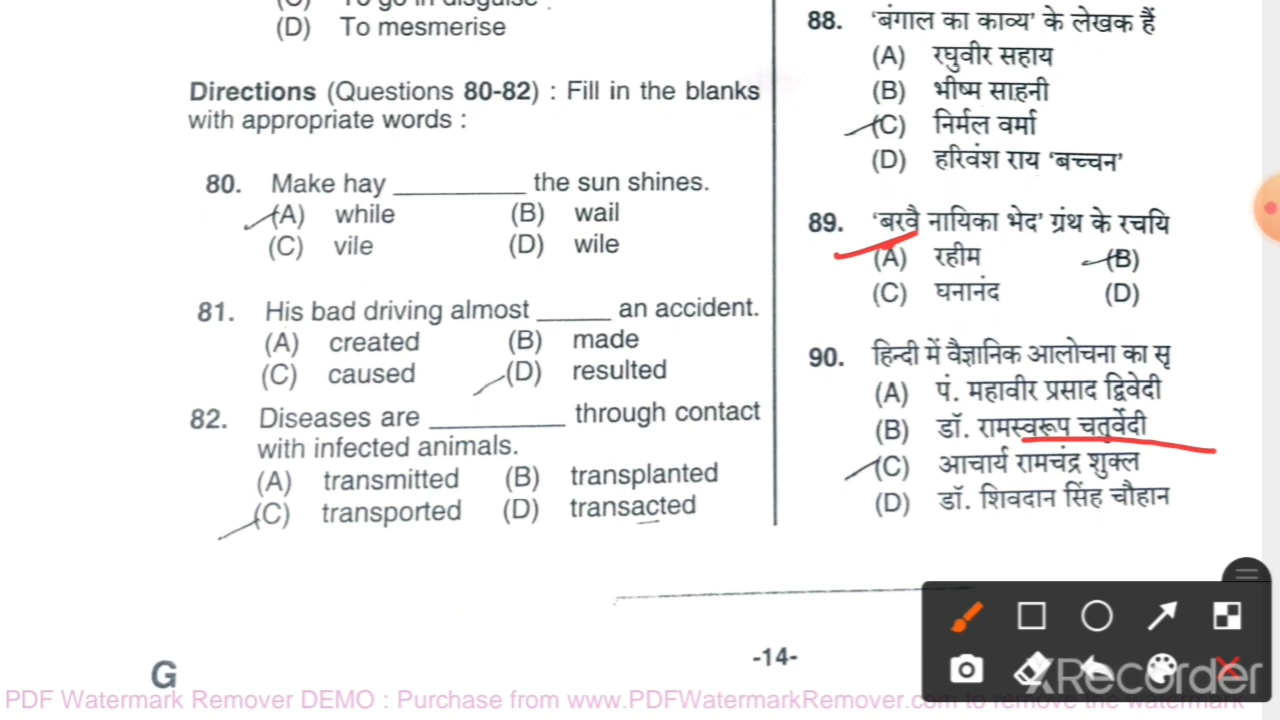 (C) To go in disguise .
(D) To mesmerise
Directions (Questions 80-82) : Fill in the blanks
with appropriate words :
80. Make hay __________ the sun shines.
(A) while (B) wail
(C) vile (D) wile
81. His bad driving almost ______ an accident.
(A) created (B) made
(C) caused (D) resulted
82. Diseases are __________ through contact
with infected animals.
(A) transmitted (B) transplanted
(C) transported (D) transacted
88. ‘बंगाल का काव्य’ के लेखक हैं
(A) रघुवीर सहाय
(B) भीष्म साहनी
(C) निर्मल वर्मा
(D) हरिवंश राय ‘बच्चन’
89. ‘बरवै नायिका भेद’ ग्रंथ के रचयि
(A) रहीम (B)
(C) घनानंद (D)
90. हिन्दी में वैज्ञानिक आलोचना का सृ
(A) पं. महावीर प्रसाद द्विवेदी
(B) डॉ. रामस्वरूप चतुर्वेदी
(C) आचार्य रामचंद्र शुक्ल
(D) डॉ. शिवदान सिंह चौहान
G
-14-
XRecorder
PDF Watermark Remover DEMO : Purchase from www.PDFWatermarkRemover.com to remove the watermark